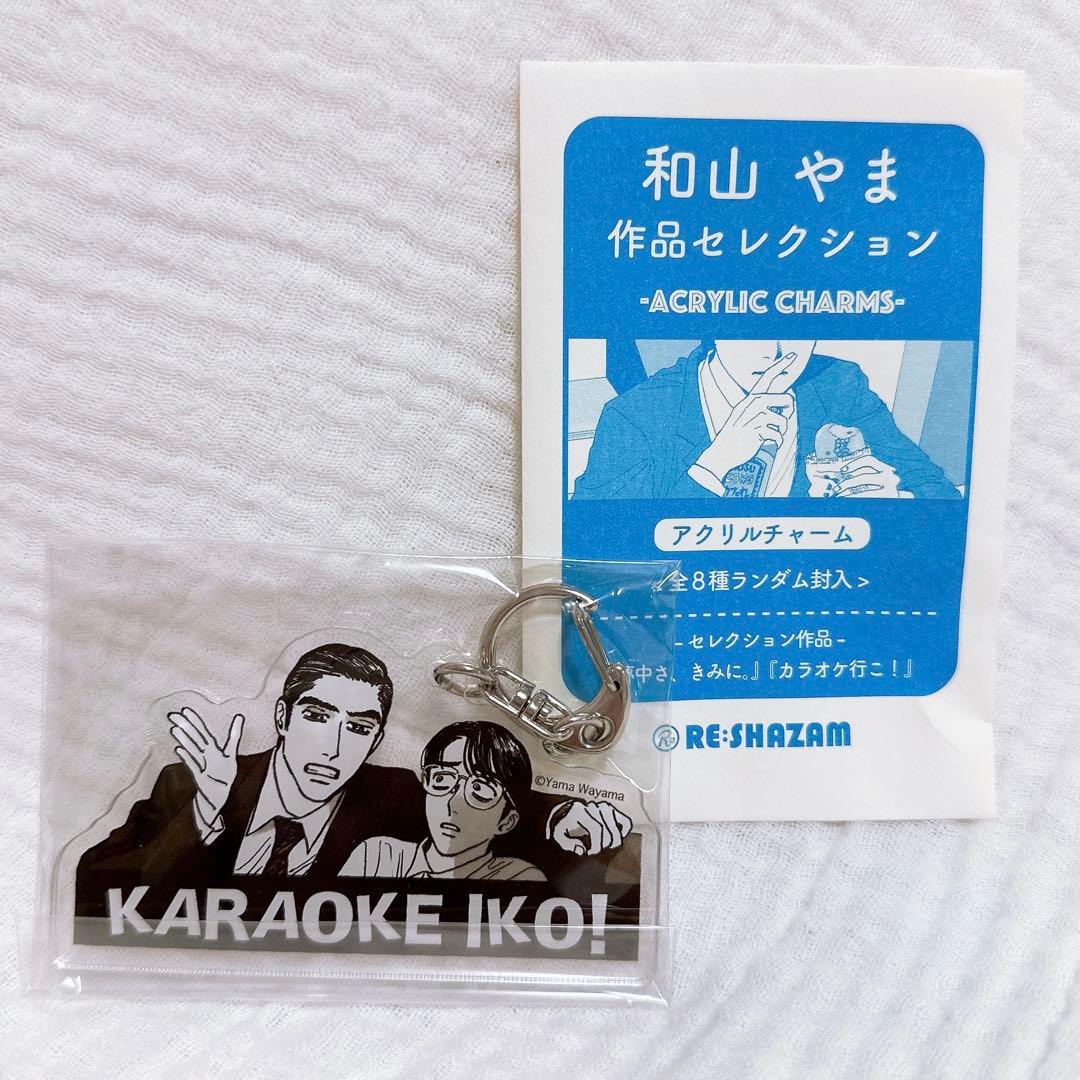 和山 やま
作品セレクション
-ACRYLIC CHARMS-
アクリルチャーム
全8種ランダム封入>
- セレクション作品 -
中さ、きみに。』『カラオケ行こ!』
Re: RE:SHAZAM
©Yama Wayama
KARAOKE IKO!